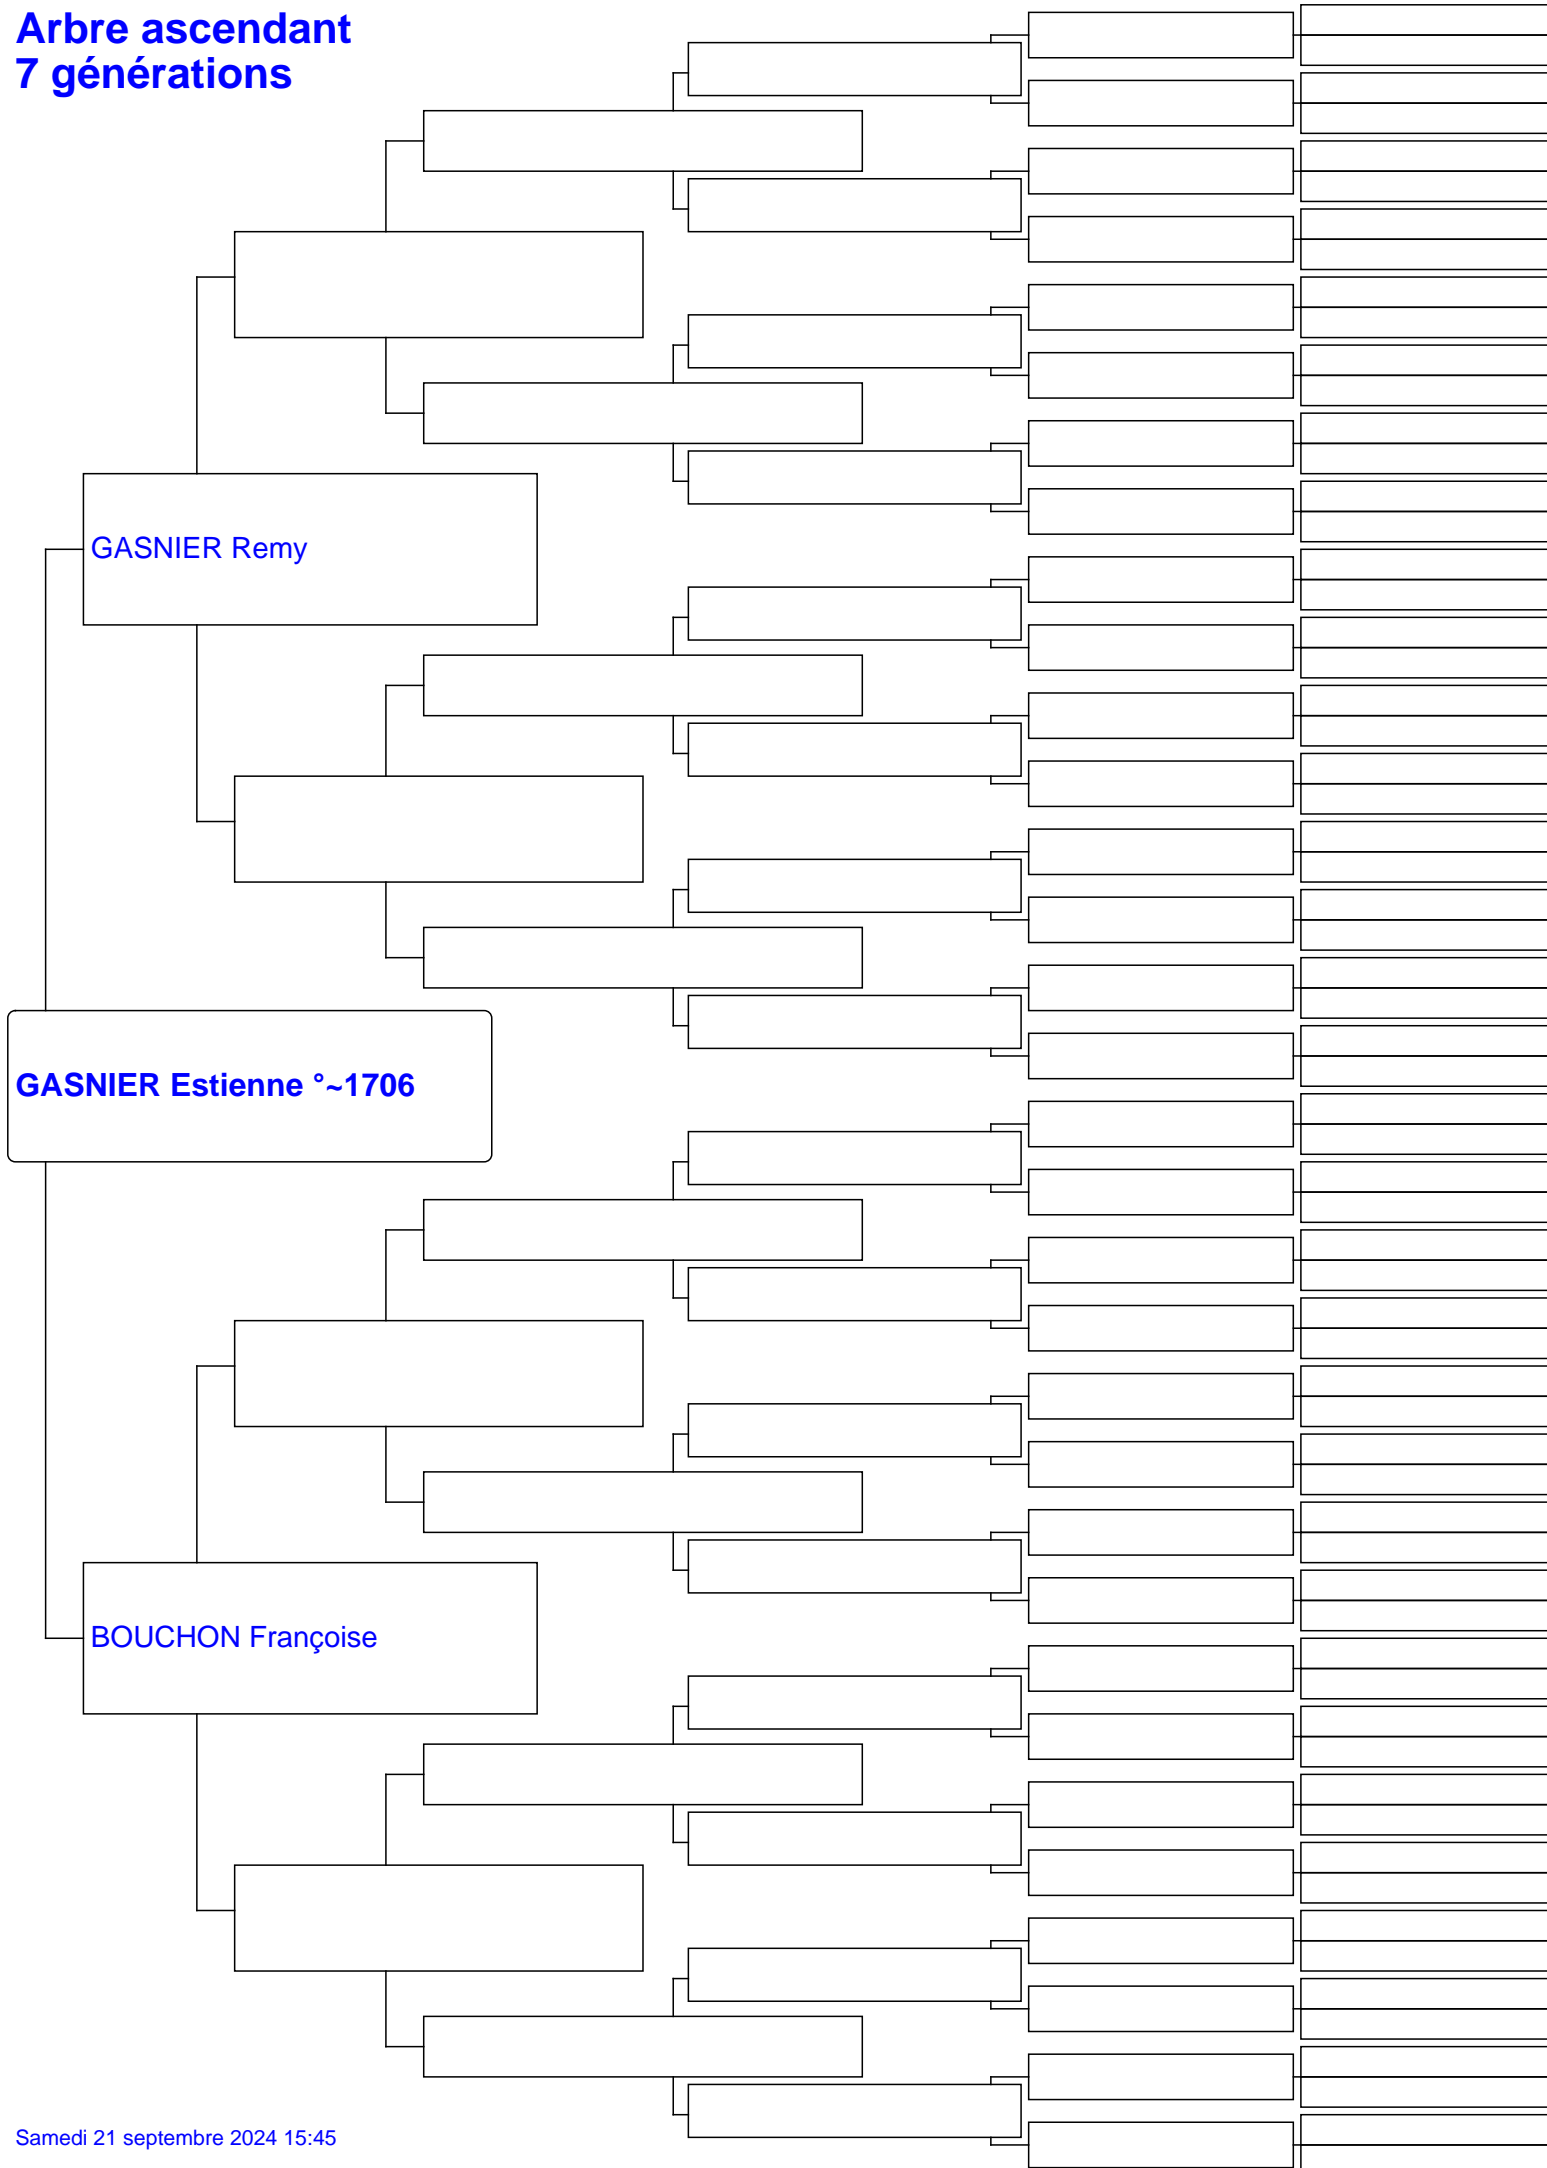 Arbre ascendant
7 générations
GASNIER Remy
GASNIER Estienne °~1706
BOUCHON Françoise
Samedi 21 septembre 2024 15:45